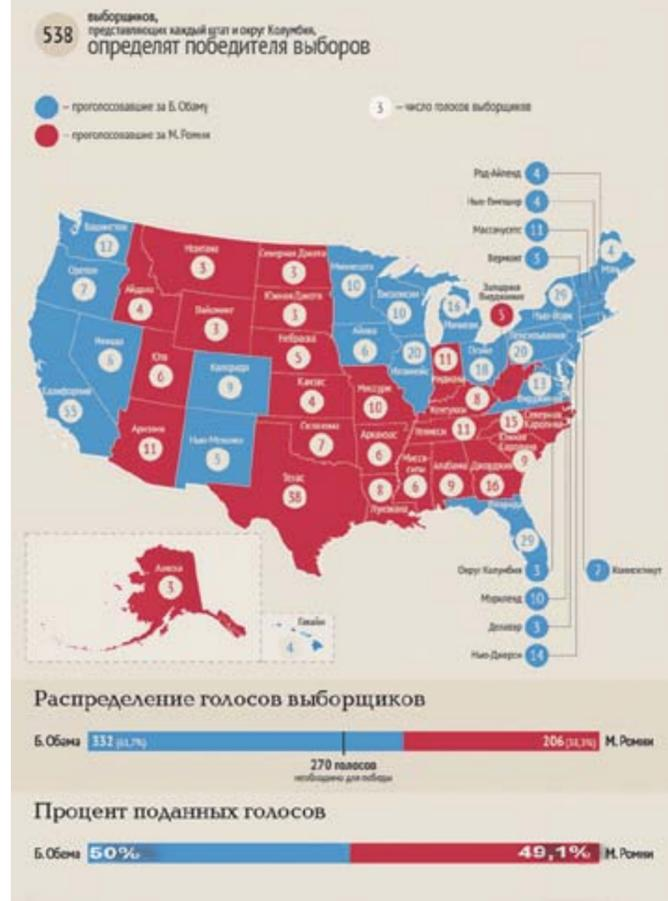 538
выборщиков,
представляющих каждый штат и округ Колумбия,
определят победителя выборов
– проголосовавшие за Б. Обаму
3 – число голосов выборщиков
– проголосовавшие за М. Ромни
Род-Айленд 4
Нью-Гемпшир 4
Массачусетс 11
Вермонт 3
Западная Вирджиния 5
Вашингтон 12
Орегон 7
Калифорния 55
Невада 6
Айдахо 4
Монтана 3
Вайоминг 3
Юта 6
Аризона 11
Колорадо 9
Нью-Мексико 5
Северная Дакота 3
Южная Дакота 3
Небраска 5
Канзас 4
Оклахома 7
Техас 38
Миннесота 10
Айова 6
Миссури 10
Арканзас 6
Луизиана 8
Висконсин 10
Иллинойс 20
Мичиган 16
Индиана 11
Огайо 18
Кентукки 8
Теннесси 11
Мисси-
сипи 6
Алабама 9
Джорджия 16
Флорида 29
Южная Каролина 9
Северная Каролина 15
Вирджиния 13
Пенсильвания 20
Нью-Йорк 29
Мэн 4
Аляска 3
Гавайи 4
Округ Колумбия 3
7 Коннектикут
Мэриленд 10
Делавэр 3
Нью-Джерси 14
Распределение голосов выборщиков
Б. Обама 332 (61,7%) 206 (38,3%) М. Ромни
270 голосов
необходимо для победы
Процент поданных голосов
Б. Обама 50% 49,1% М. Ромни